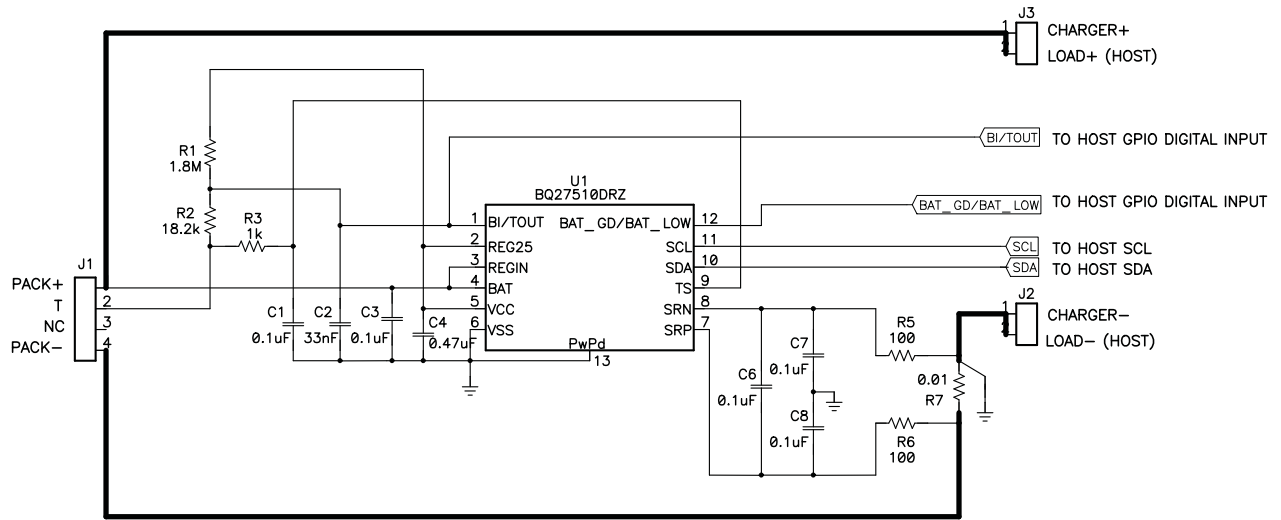 J3
1
CHARGER+
LOAD+ (HOST)
BI/TOUT TO HOST GPIO DIGITAL INPUT
R1
1.8M
U1
BQ27510DRZ
BAT_GD/BAT_LOW TO HOST GPIO DIGITAL INPUT
R2
18.2k
R3
1k
1 BI/TOUT BAT_GD/BAT_LOW 12
2 REG25 SCL 11
3 REGIN SDA 10
4 BAT TS 9
5 VCC SRN 8
6 VSS SRP 7
PwPd
13
SCL TO HOST SCL
SDA TO HOST SDA
J1
PACK+
T 2
NC 3
PACK- 4
C1
0.1uF
C2
33nF
C3
0.1uF
C4
0.47uF
J2
1
CHARGER-
LOAD- (HOST)
R5
100
C7
0.1uF
C6
0.1uF
0.01
R7
C8
0.1uF
R6
100